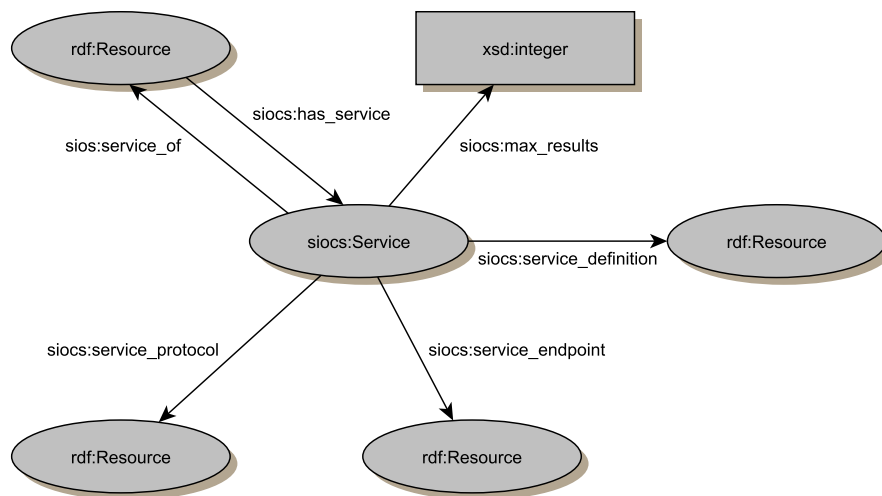 rdf:Resource
xsd:integer
siocs:has_service
sios:service_of
siocs:max_results
siocs:Service
rdf:Resource
siocs:service_definition
siocs:service_protocol
siocs:service_endpoint
rdf:Resource
rdf:Resource